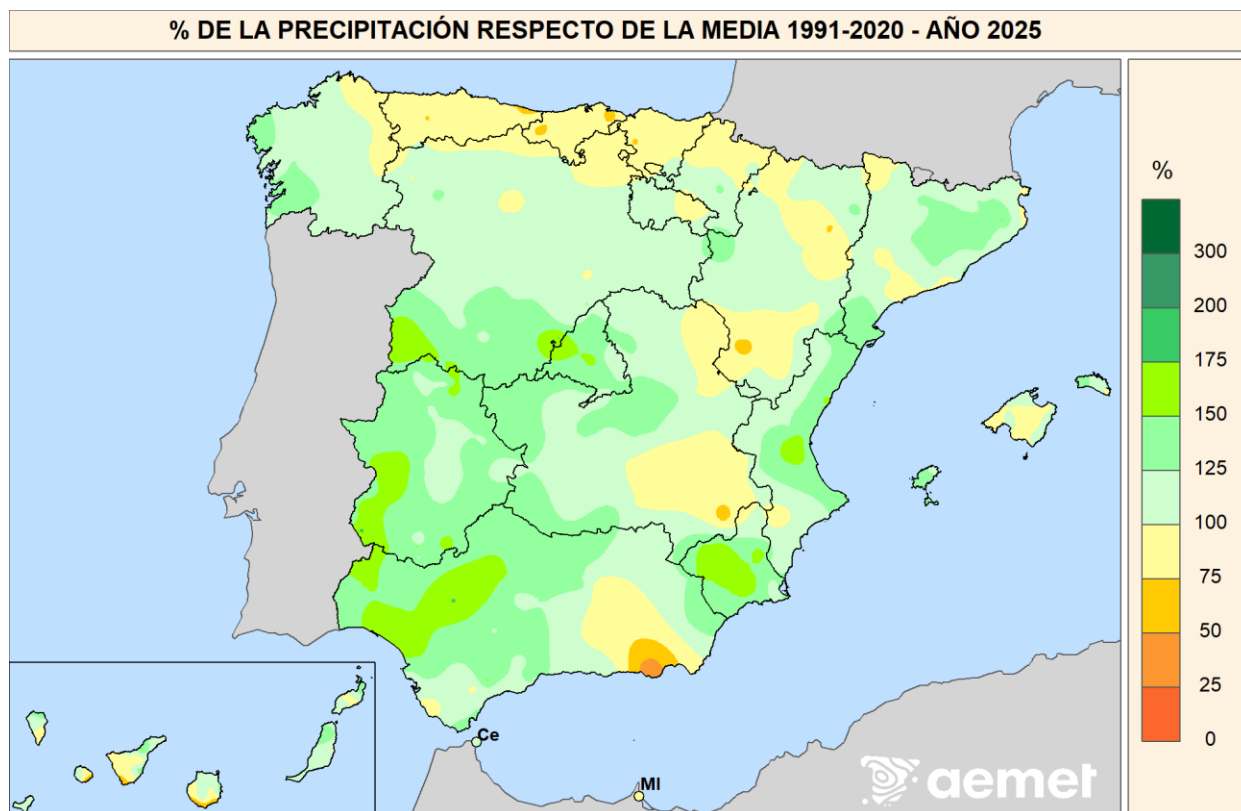 % DE LA PRECIPITACIÓN RESPECTO DE LA MEDIA 1991-2020 - AÑO 2025
%
300
200
175
150
125
100
75
50
25
0
Ce
Ml
aemet